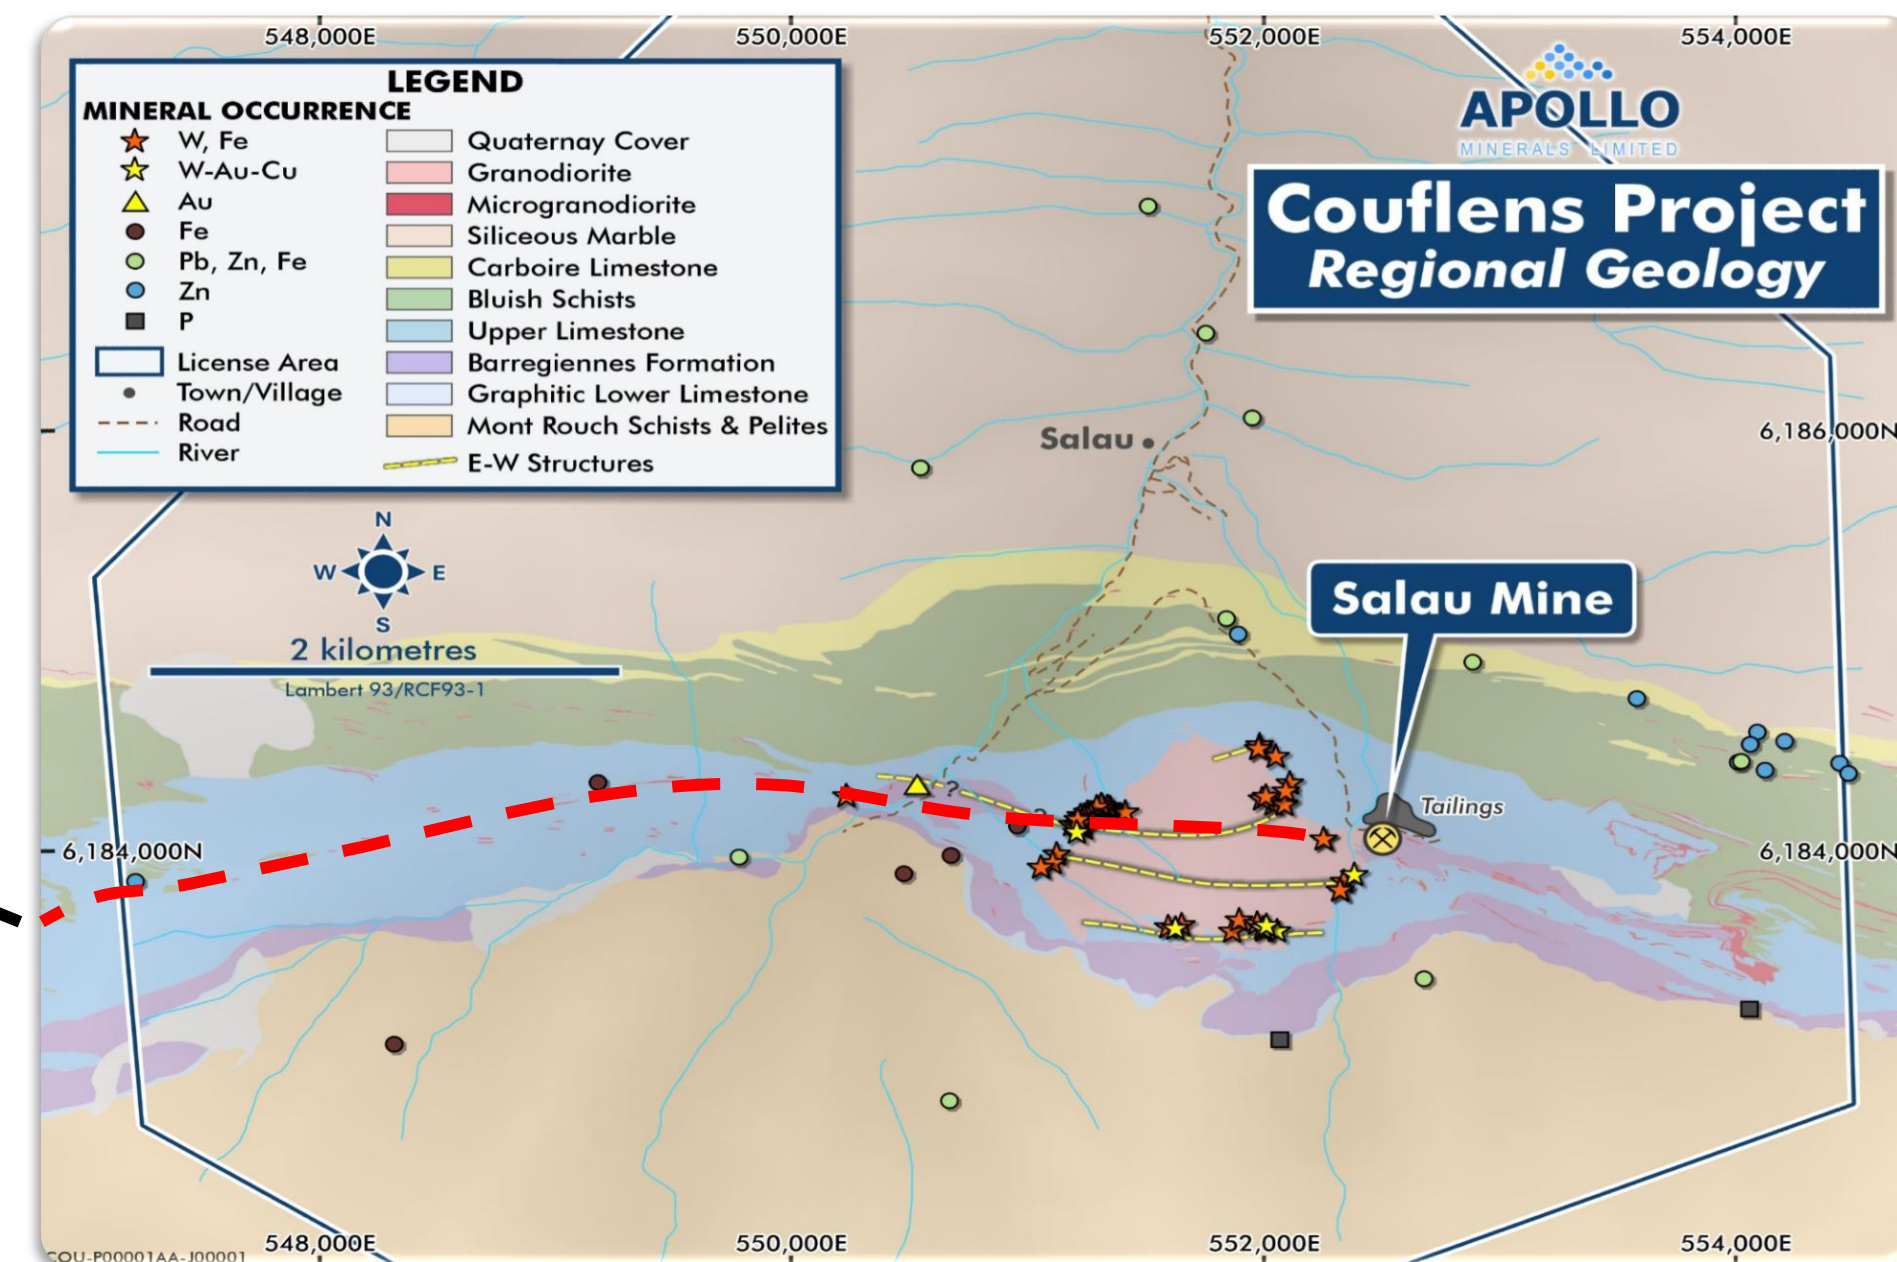 548,000E
550,000E
552,000E
554,000E
LEGEND
MINERAL OCCURRENCE
W, Fe
W-Au-Cu
Au
Fe
Pb, Zn, Fe
Zn
P
License Area
Town/Village
Road
River
Quaternay Cover
Granodiorite
Microgranodiorite
Siliceous Marble
Carboire Limestone
Bluish Schists
Upper Limestone
Barregiennes Formation
Graphitic Lower Limestone
Mont Rouch Schists & Pelites
E-W Structures
APOLLO
MINERALS LIMITED
Couflens Project
Regional Geology
6,186,000N
Salau
N
W
E
S
2 kilometres
Lambert 93/RCF93-1
Salau Mine
Tailings
?
?
6,184,000N
6,184,000N
COU-P00001AA-J00001
548,000E
550,000E
552,000E
554,000E